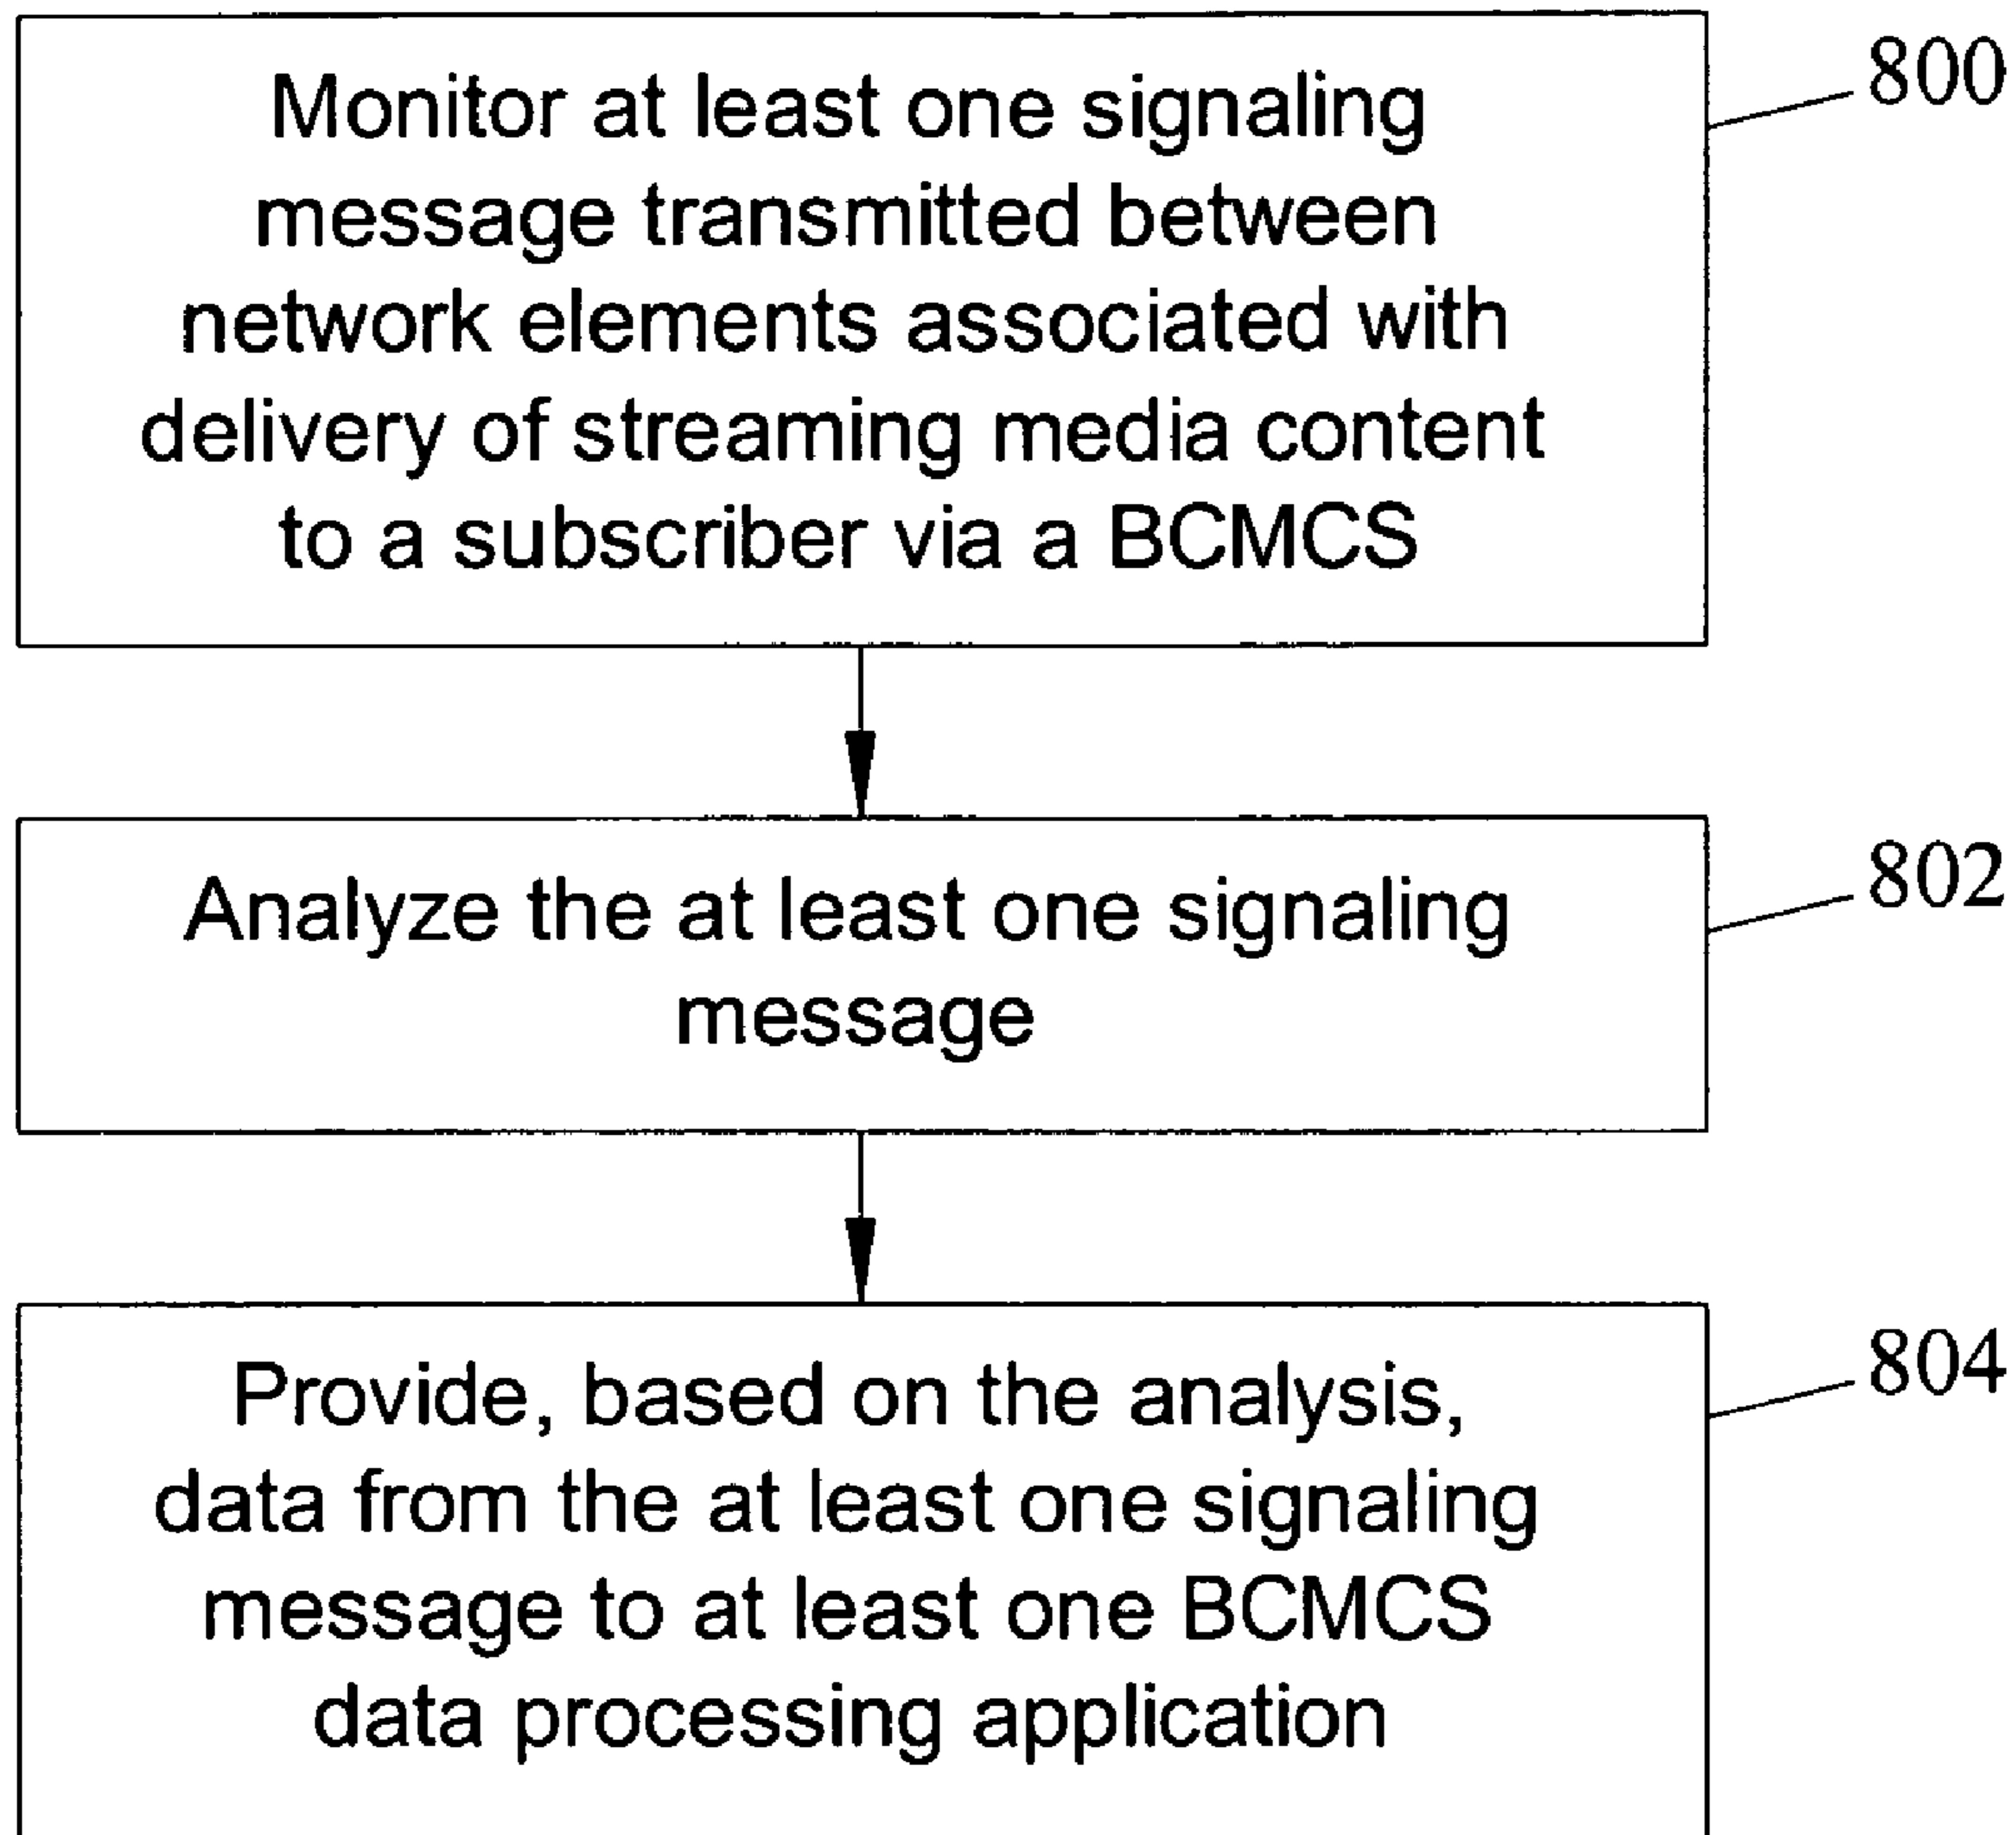 Monitor at least one signaling
message transmitted between
network elements associated with
delivery of streaming media content
to a subscriber via a BCMCS
800
Analyze the at least one signaling
message
802
Provide, based on the analysis,
data from the at least one signaling
message to at least one BCMCS
data processing application
804